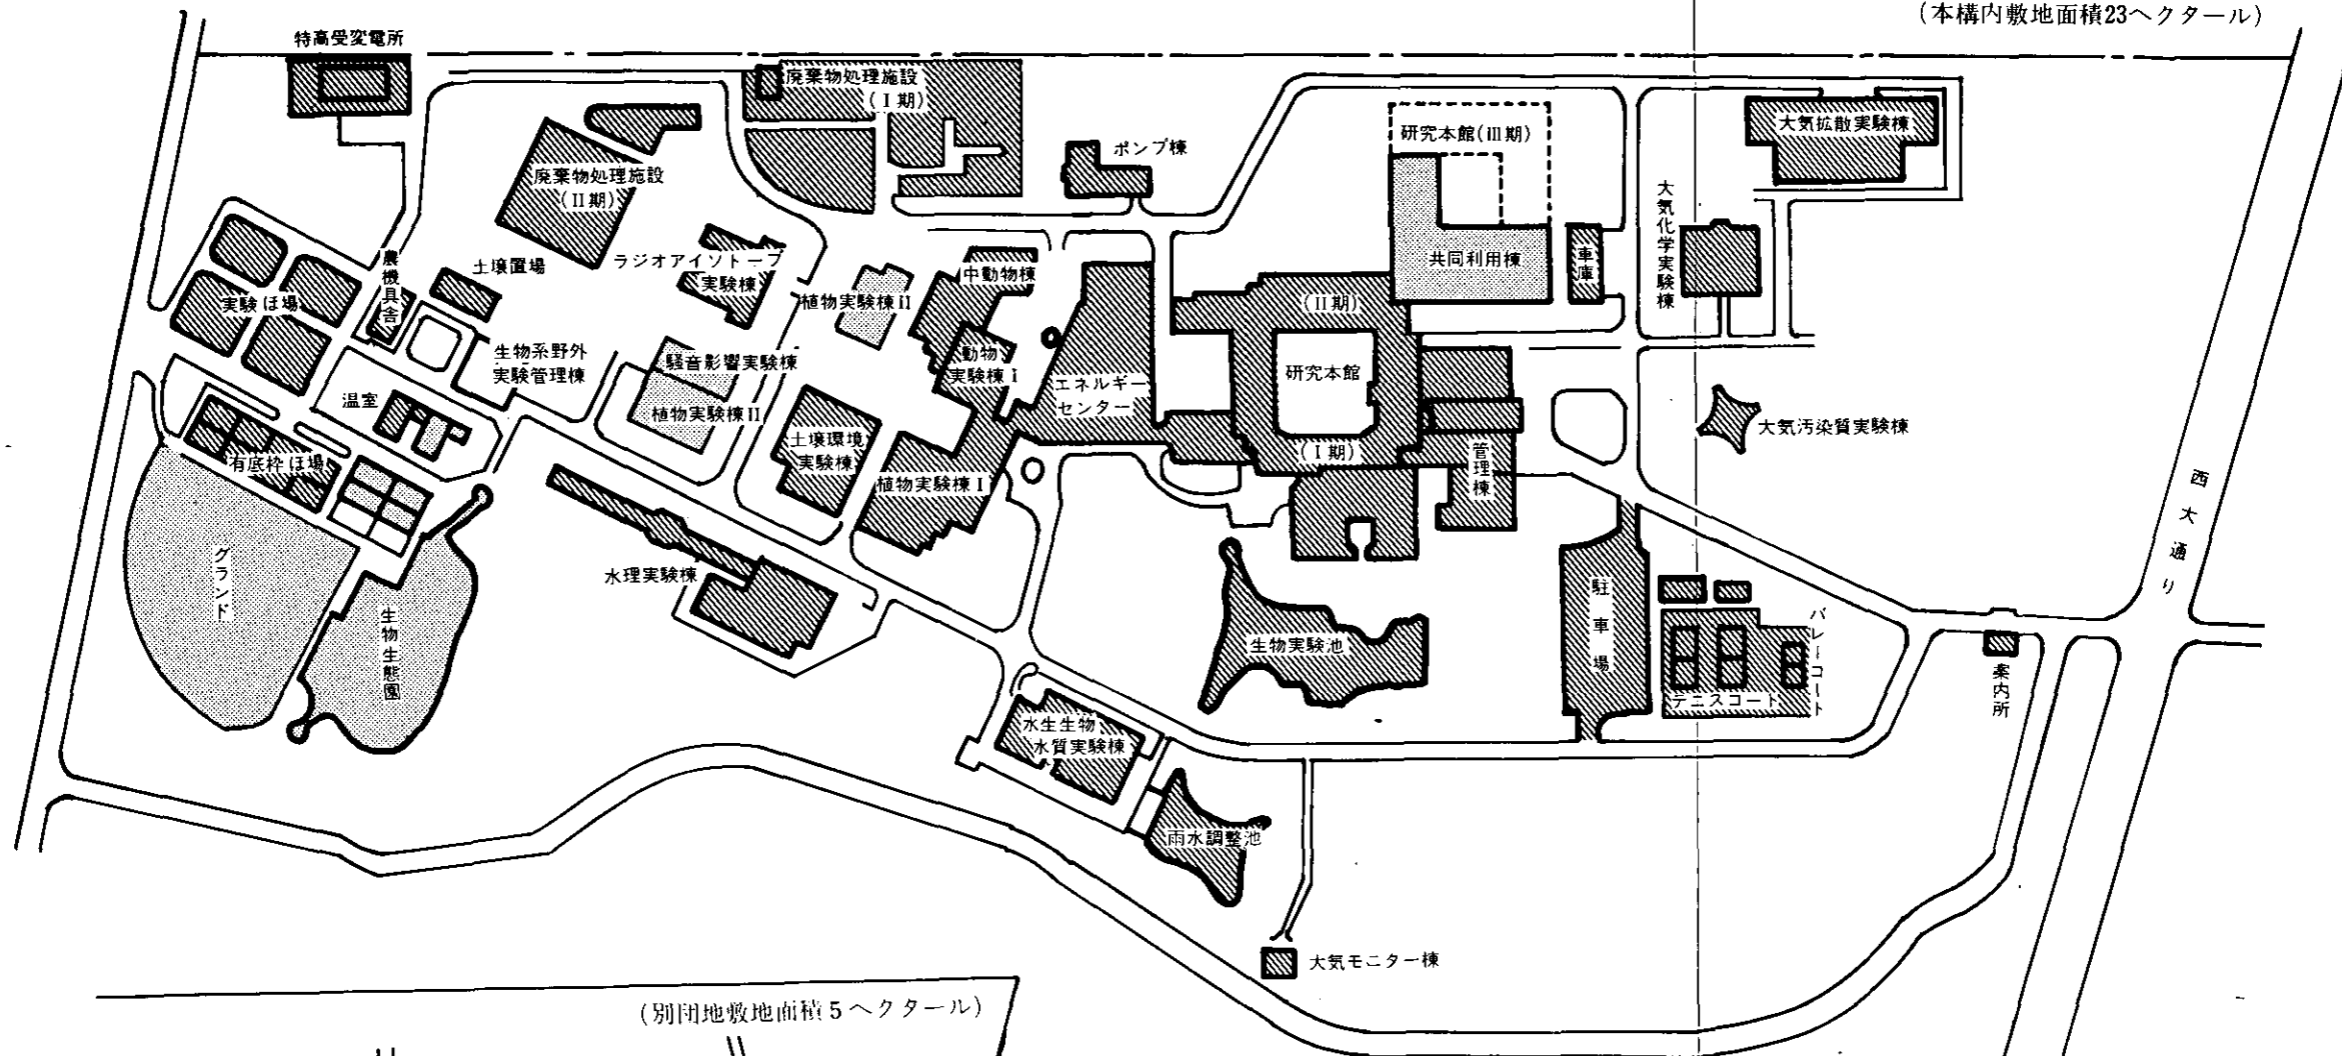 (本構内敷地面積23ヘクタール)
特高受変電所
廃棄物処理施設
(I期)
大気拡散実験棟
研究本館(III期)
ポンプ棟
廃棄物処理施設
(II期)
大気化学実験棟
農機具舎
土壌置場
ラジオアイソトープ
実験棟
中動物棟
共同利用棟
車庫
実験ほ場
植物実験棟II
(II期)
生物系野外
実験管理棟
騒音影響実験棟
動物
実験棟I
研究本館
エネルギー
センター
温室
植物実験棟II
大気汚染質実験棟
土壌環境
実験棟
有底枠ほ場
(I期)
管理棟
植物実験棟I
西大通り
グランド
水理実験棟
生物生態園
駐車場
バレーコート
生物実験池
テニスコート
案内所
水生生物
水質実験棟
雨水調整池
大気モニター棟
(別団地敷地面積5ヘクタール)